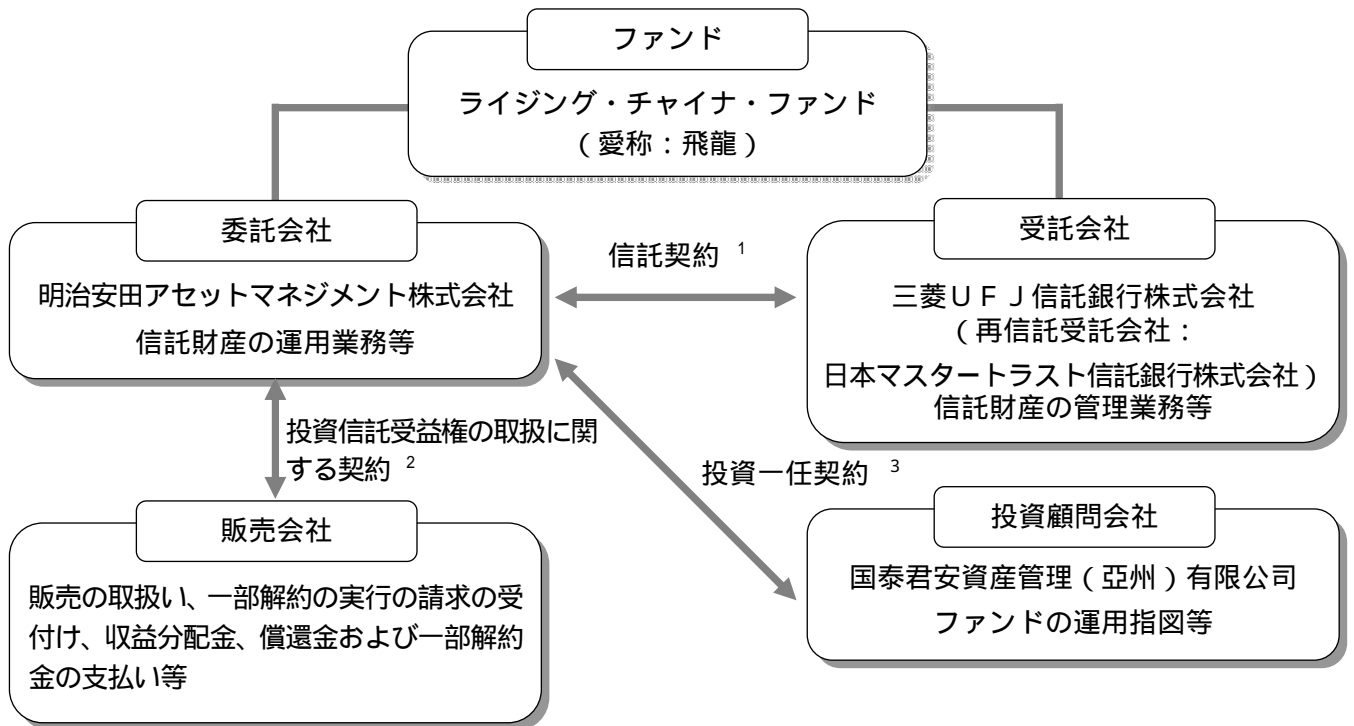 ファンド
ライジング・チャイナ・ファンド
（愛称：飛龍）
委託会社
明治安田アセットマネジメント株式会社
信託財産の運用業務等
信託契約 1
受託会社
三菱ＵＦＪ信託銀行株式会社
（再信託受託会社：
日本マスタートラスト信託銀行株式会社）
信託財産の管理業務等
投資信託受益権の取扱に関
する契約 2
投資一任契約 3
販売会社
販売の取扱い、一部解約の実行の請求の受
付け、収益分配金、償還金および一部解約
金の支払い等
投資顧問会社
国泰君安資産管理（亞州）有限公司
ファンドの運用指図等